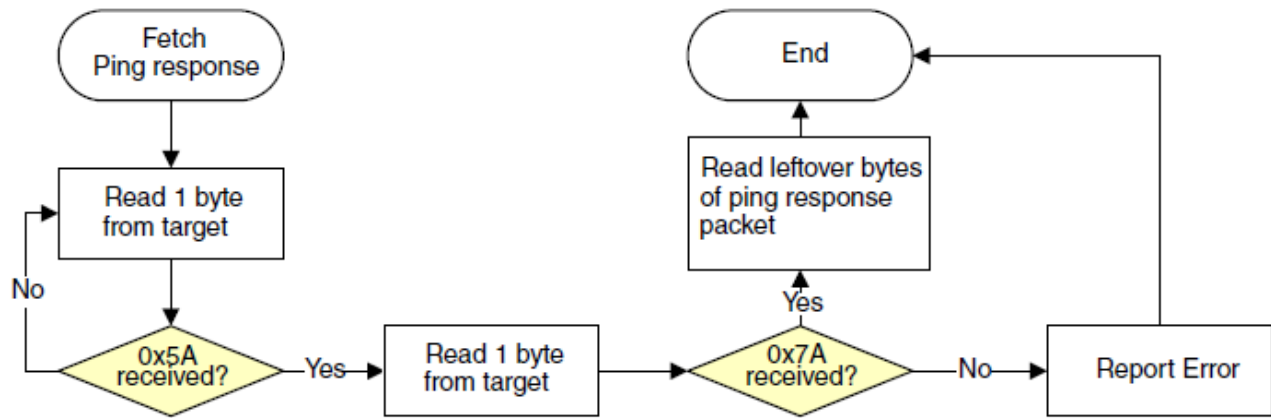 Fetch
Ping response
Read 1 byte
from target
No
0x5A
received?
Yes
Read 1 byte
from target
0x7A
received?
Yes
Read leftover bytes
of ping response
packet
End
No
Report Error